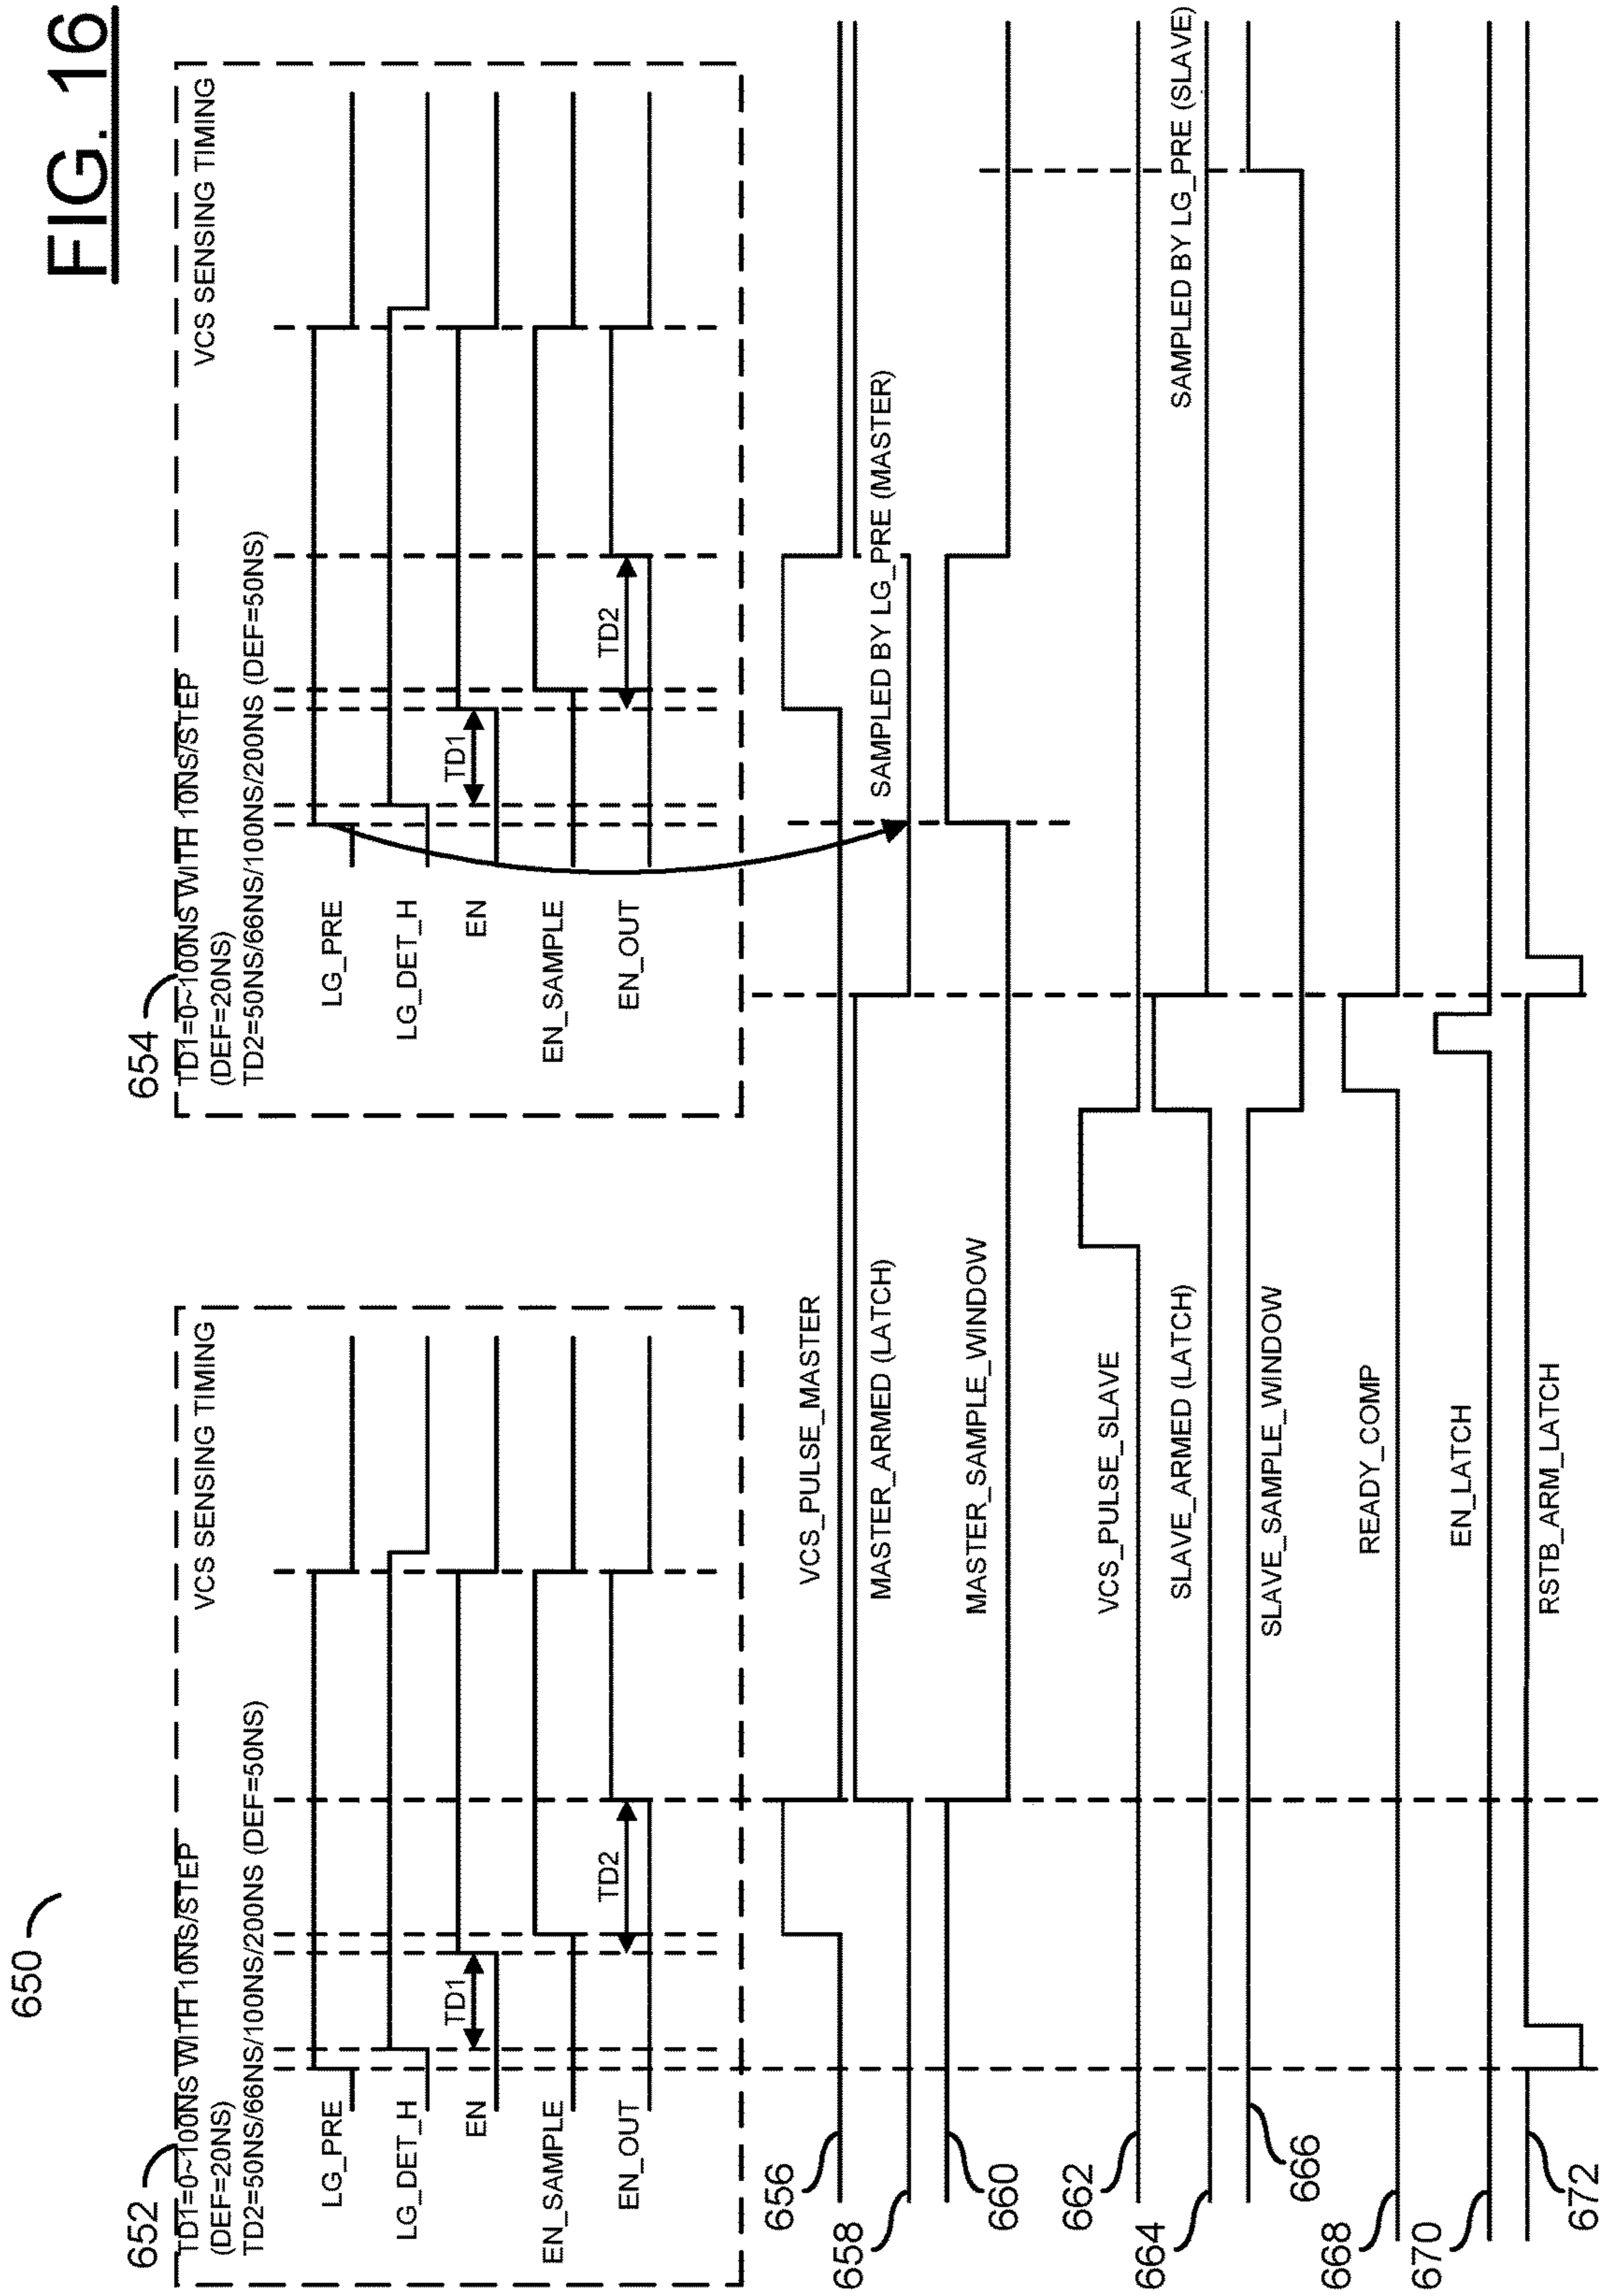 FIG. 16
650
652
TD1=0~100NS WITH 10NS/STEP
(DEF=20NS)
TD2=50NS/66NS/100NS/200NS (DEF=50NS)
VCS SENSING TIMING
LG_PRE
LG_DET_H
EN
TD1
EN_SAMPLE
EN_OUT
TD2
654
TD1=0~100NS WITH 10NS/STEP
(DEF=20NS)
TD2=50NS/66NS/100NS/200NS (DEF=50NS)
VCS SENSING TIMING
LG_PRE
LG_DET_H
EN
TD1
EN_SAMPLE
EN_OUT
TD2
656
VCS_PULSE_MASTER
658
MASTER_ARMED (LATCH)
SAMPLED BY LG_PRE (MASTER)
660
MASTER_SAMPLE_WINDOW
662
VCS_PULSE_SLAVE
664
SLAVE_ARMED (LATCH)
SAMPLED BY LG_PRE (SLAVE)
666
SLAVE_SAMPLE_WINDOW
668
READY_COMP
670
EN_LATCH
672
RSTB_ARM_LATCH